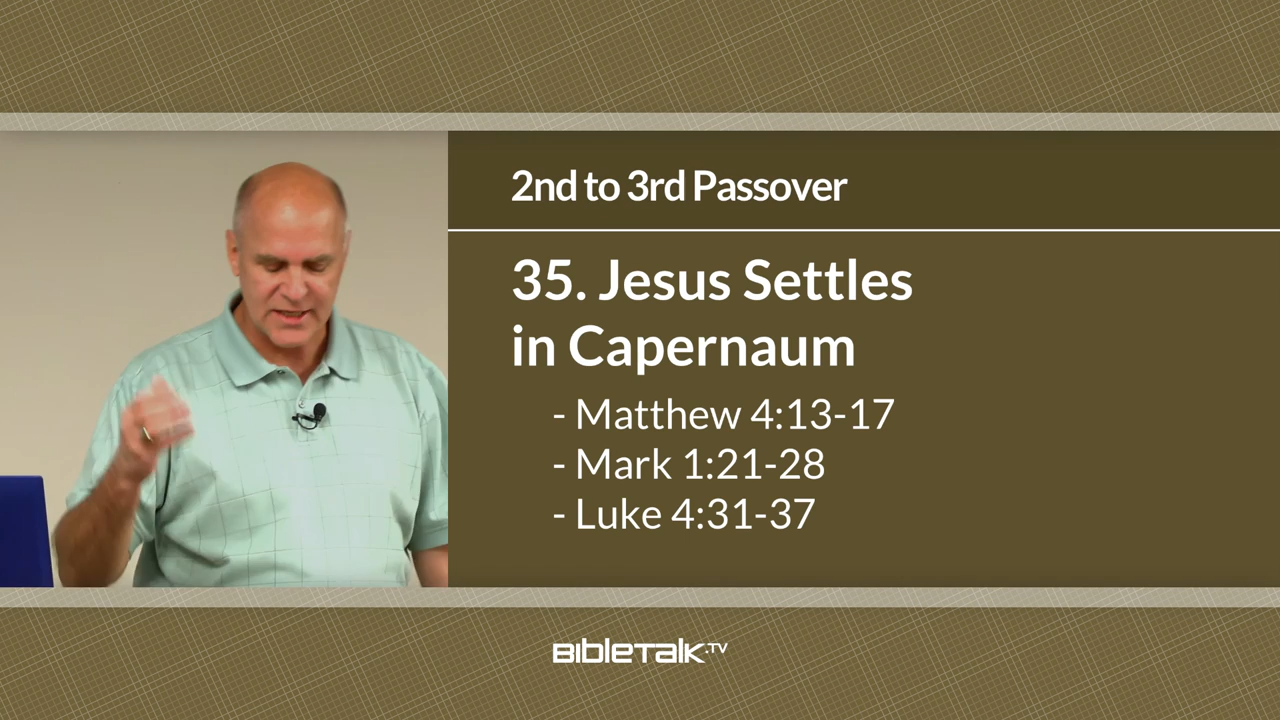 2nd to 3rd Passover
35. Jesus Settles
in Capernaum
- Matthew 4:13-17
- Mark 1:21-28
- Luke 4:31-37
BibleTalk.TV